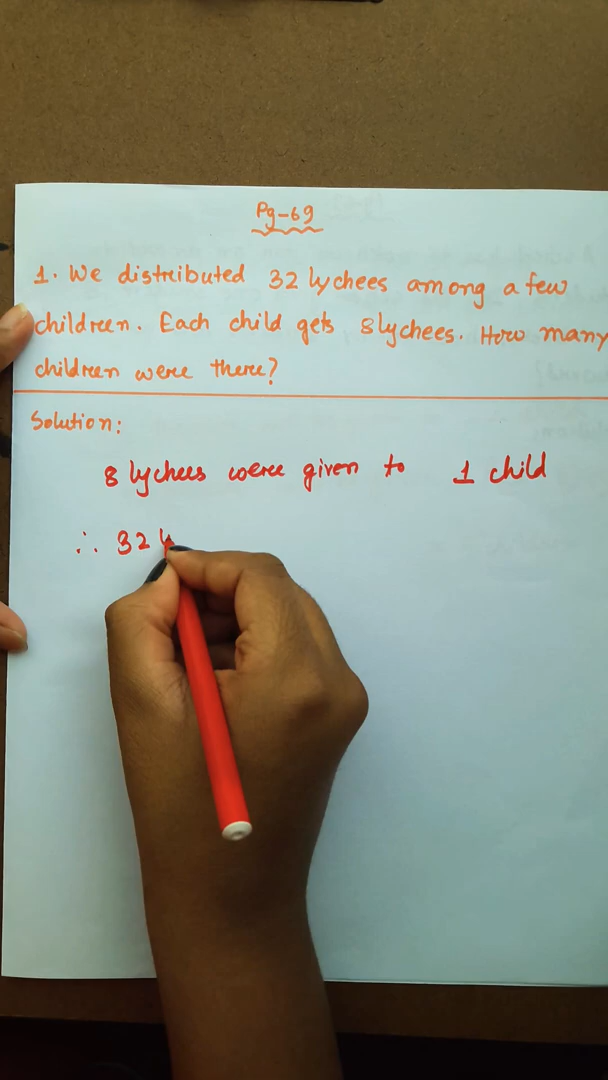 Pg-69
1. We distributed 32 lychees among a few
children. Each child gets 8 lychees. How many
children were there?
Solution:
8 lychees were given to 1 child
∴ 32 ly